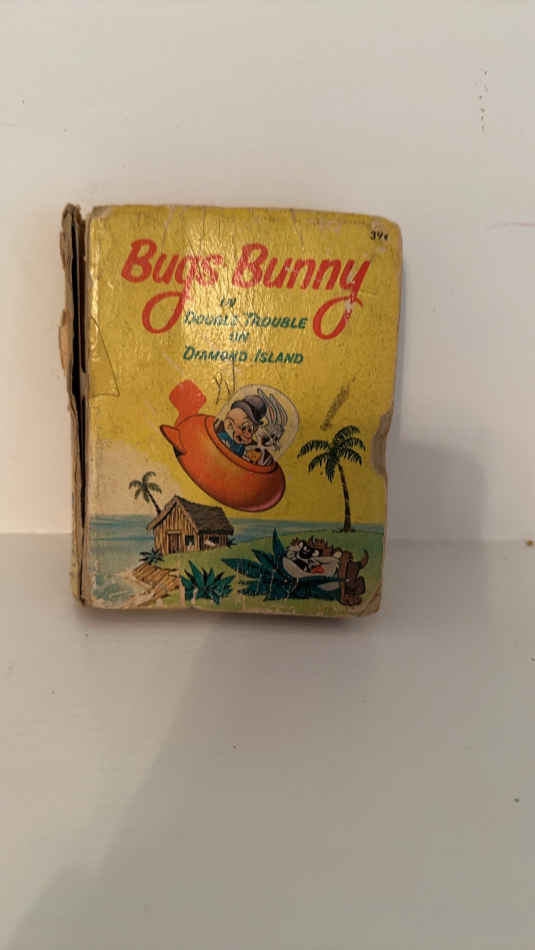 39¢
Bugs Bunny
IN
DOUBLE TROUBLE
ON
DIAMOND ISLAND